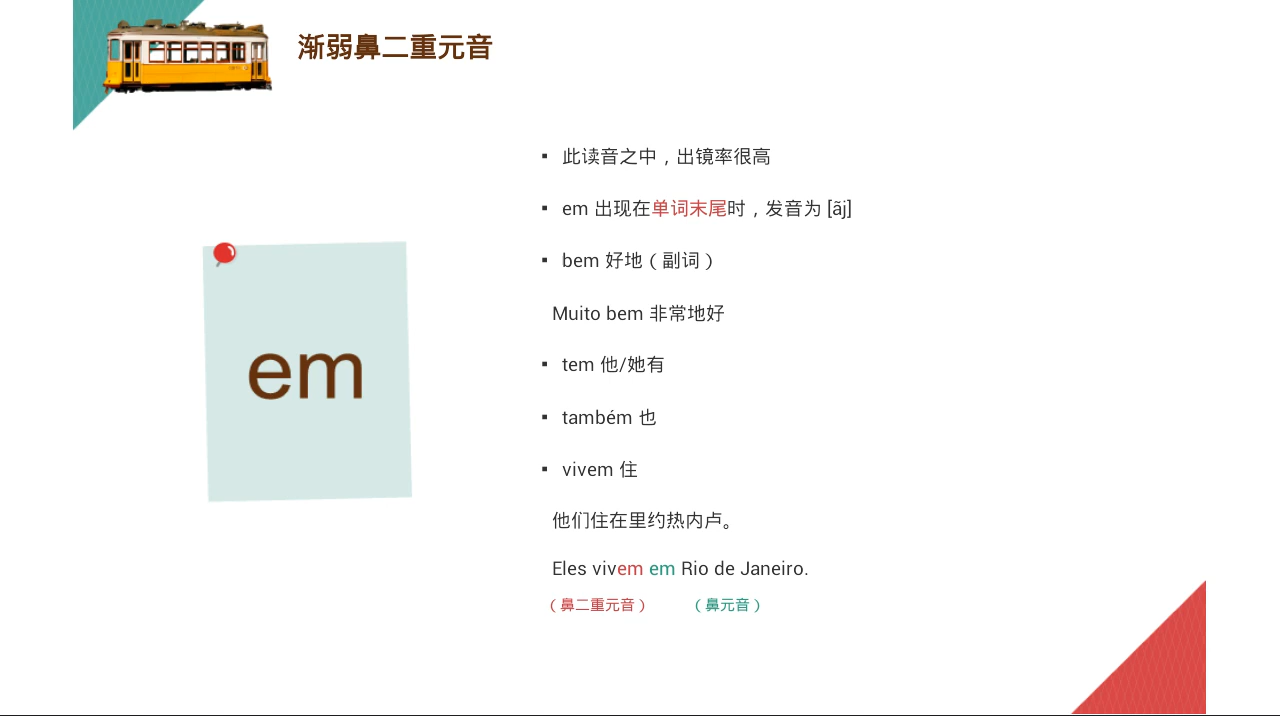 渐弱鼻二重元音
▪ 此读音之中，出镜率很高
▪ em 出现在单词末尾时，发音为 [ãj]
▪ bem 好地（副词）
Muito bem 非常地好
▪ tem 他/她有
▪ também 也
▪ vivem 住
他们住在里约热内卢。
Eles vivem em Rio de Janeiro.
（鼻二重元音） （鼻元音）
em